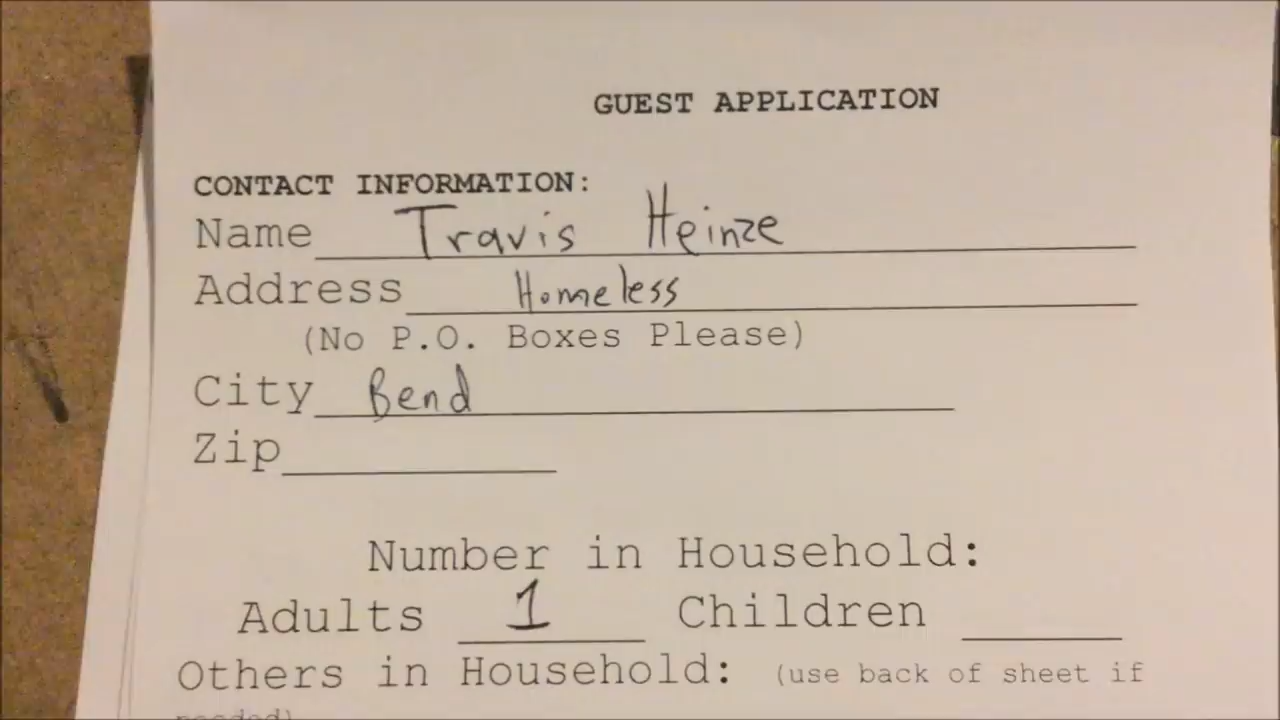 GUEST APPLICATION
CONTACT INFORMATION:
Name Travis Heinze
Address Homeless
(No P.O. Boxes Please)
City Bend
Zip
Number in Household:
Adults 1 Children
Others in Household: (use back of sheet if
needed)